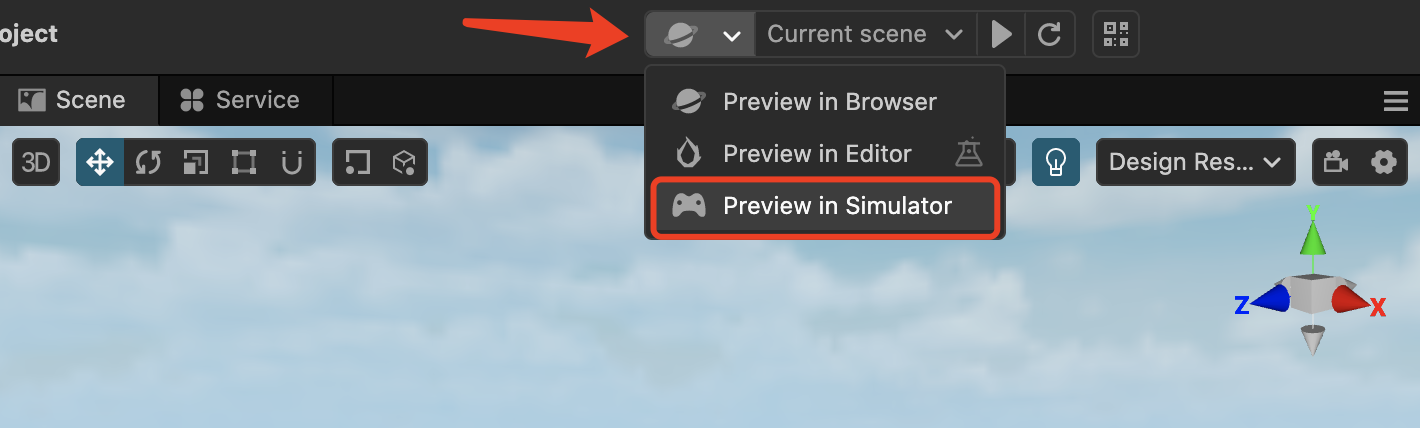 oject
Current scene
Scene
Service
Preview in Browser
Preview in Editor
Preview in Simulator
3D
Design Res...
Y
Z
X